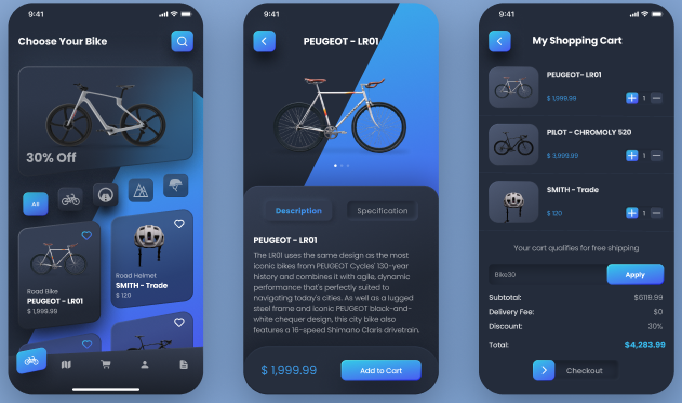 9:41
Choose Your Bike
30% Off
All
Road Bike
PEUGEOT - LR01
$ 1,999.99
Road Helmet
SMITH - Trade
$ 120
9:41
PEUGEOT - LR01
Description
Specification
PEUGEOT - LR01
The LR01 uses the same design as the most
iconic bikes from PEUGEOT Cycles' 130-year
history and combines it with agile, dynamic
performance that's perfectly suited to
navigating today's cities. As well as a lugged
steel frame and iconic PEUGEOT black-and-
white chequer design, this city bike also
features a 16-speed Shimano Claris drivetrain.
$ 1,999.99
Add to Cart
9:41
My Shopping Cart
PEUGEOT- LR01
$ 1,999.99
1
PILOT - CHROMOLY 520
$ 3,999.99
1
SMITH - Trade
$ 120
1
Your cart qualifies for free shipping
Bike30
Apply
Subtotal:
$6119.99
Delivery Fee:
$0
Discount:
30%
Total:
$4,283.99
Checkout